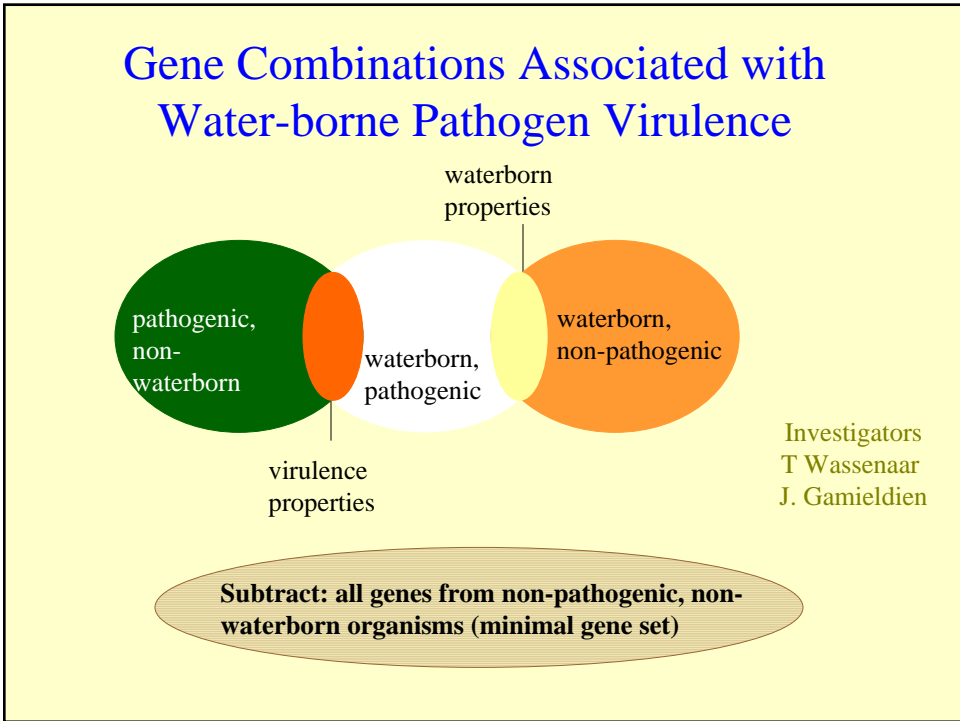 Gene Combinations Associated with
Water-borne Pathogen Virulence
waterborn
properties
pathogenic,
non-
waterborn
waterborn,
pathogenic
waterborn,
non-pathogenic
virulence
properties
Investigators
T Wassenaar
J. Gamieldien
Subtract: all genes from non-pathogenic, non-
waterborn organisms (minimal gene set)